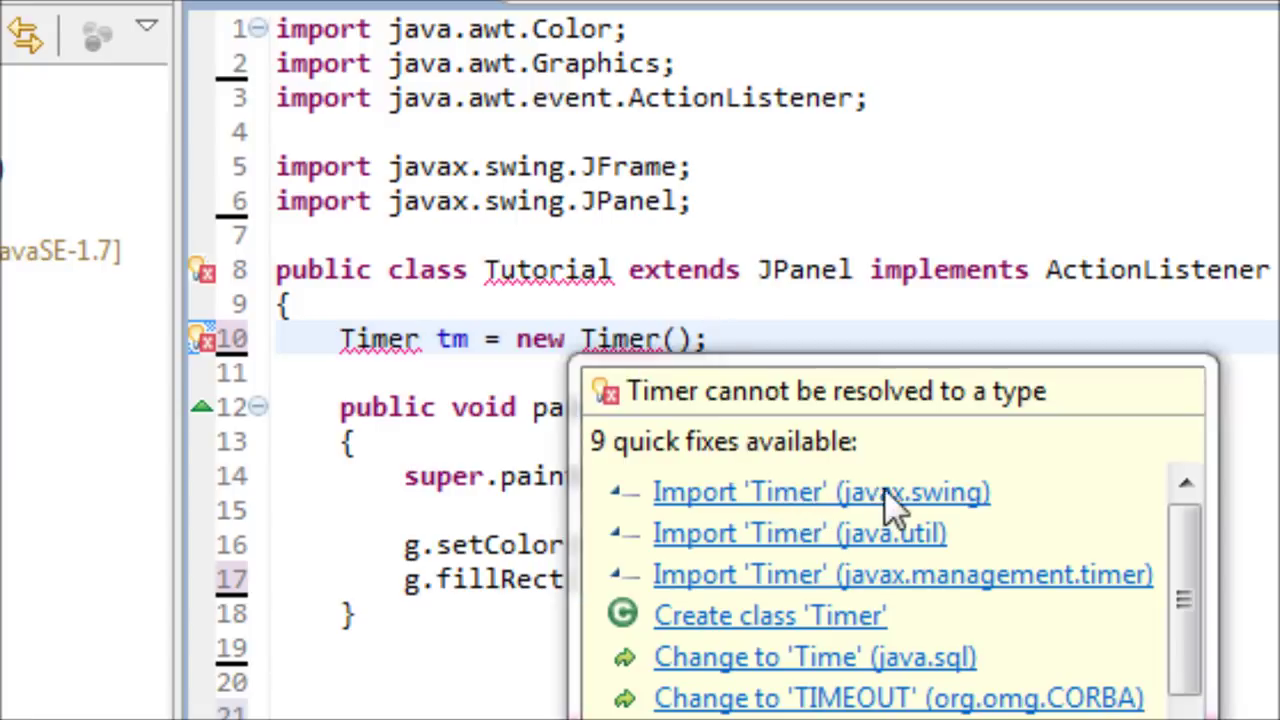 1 import java.awt.Color;
2 import java.awt.Graphics;
3 import java.awt.event.ActionListener;
4
5 import javax.swing.JFrame;
6 import javax.swing.JPanel;
7
avaSE-1.7]
8 public class Tutorial extends JPanel implements ActionListener
9 {
10 Timer tm = new Timer();
11
Timer cannot be resolved to a type
12 public void pa
13 {
9 quick fixes available:
14 super.pain
Import 'Timer' (javax.swing)
15
Import 'Timer' (java.util)
16 g.setColor
17 g.fillRect
Import 'Timer' (javax.management.timer)
18 }
Create class 'Timer'
19
Change to 'Time' (java.sql)
20
Change to 'TIMEOUT' (org.omg.CORBA)
21